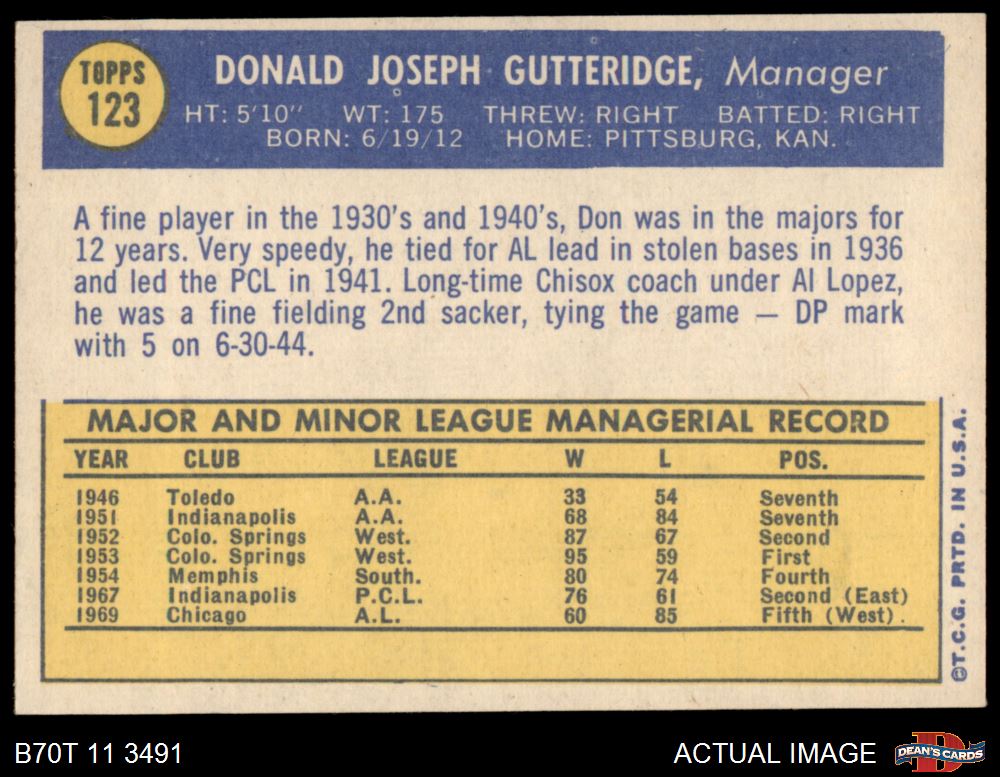 TOPPS
123
DONALD JOSEPH GUTTERIDGE, Manager
HT: 5'10" WT: 175 THREW: RIGHT BATTED: RIGHT
BORN: 6/19/12 HOME: PITTSBURG, KAN.
A fine player in the 1930's and 1940's, Don was in the majors for
12 years. Very speedy, he tied for AL lead in stolen bases in 1936
and led the PCL in 1941. Long-time Chisox coach under Al Lopez,
he was a fine fielding 2nd sacker, tying the game — DP mark
with 5 on 6-30-44.
MAJOR AND MINOR LEAGUE MANAGERIAL RECORD
YEAR CLUB LEAGUE W L POS.
1946 Toledo A.A. 33 54 Seventh
1951 Indianapolis A.A. 68 84 Seventh
1952 Colo. Springs West. 87 67 Second
1953 Colo. Springs West. 95 59 First
1954 Memphis South. 80 74 Fourth
1967 Indianapolis P.C.L. 76 61 Second (East)
1969 Chicago A.L. 60 85 Fifth (West).
©T.C.G. PRTD. IN U.S.A.
B70T 11 3491
ACTUAL IMAGE
DEAN'S CARDS